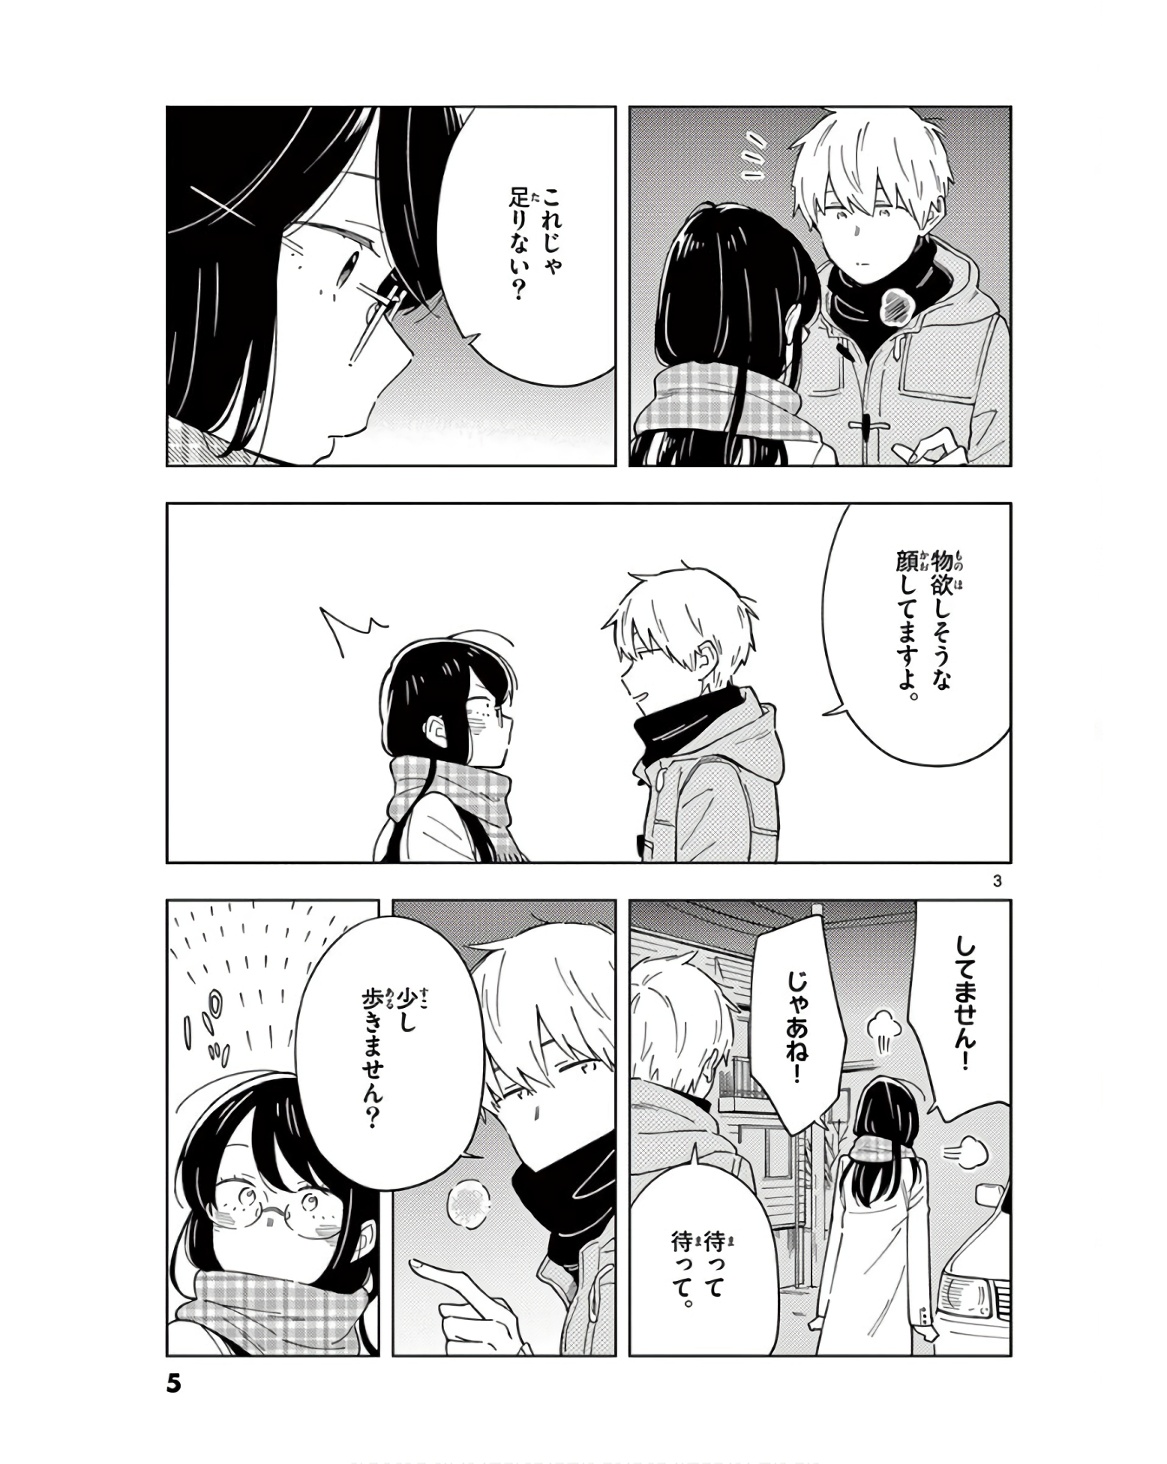 これじゃ
足りない？
物欲しそうな
顔してますよ。
3
してません！
じゃあね！
待って
待って。
少し
歩きません？
5